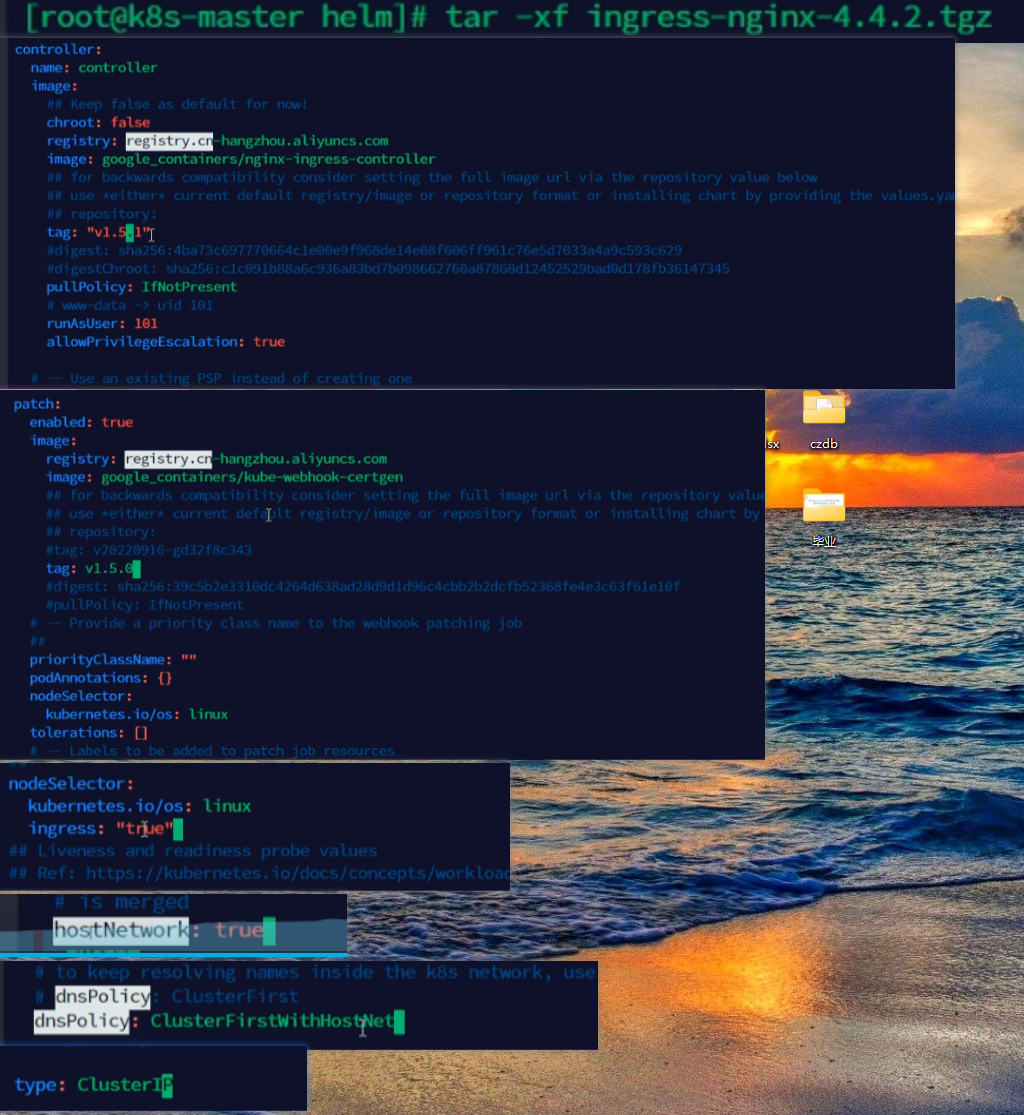 [root@k8s-master helm]# tar -xf ingress-nginx-4.4.2.tgz
controller:
name: controller
image:
## Keep false as default for now!
chroot: false
registry: registry.cn-hangzhou.aliyuncs.com
image: google_containers/nginx-ingress-controller
## for backwards compatibility consider setting the full image url via the repository value below
## use *either* current default registry/image or repository format or installing chart by providing the values.yam
## repository:
tag: "v1.5.1"
#digest: sha256:4ba73c697770664c1e00e9f968de14e08f606ff961c76e5d7033a4a9c593c629
#digestChroot: sha256:c1c091b88a6c936a83bd7b098662760a87868d12452529bad0d178fb36147345
pullPolicy: IfNotPresent
# www-data -> uid 101
runAsUser: 101
allowPrivilegeEscalation: true
# -- Use an existing PSP instead of creating one
patch:
enabled: true
image:
registry: registry.cn-hangzhou.aliyuncs.com
image: google_containers/kube-webhook-certgen
## for backwards compatibility consider setting the full image url via the repository value
## use *either* current default registry/image or repository format or installing chart by
## repository:
#tag: v20220916-gd32f8c343
tag: v1.5.0
#digest: sha256:39c5b2e3310dc4264d638ad28d9d1d96c4cbb2b2dcfb52368fe4e3c63f61e10f
#pullPolicy: IfNotPresent
# -- Provide a priority class name to the webhook patching job
##
priorityClassName: ""
podAnnotations: {}
nodeSelector:
kubernetes.io/os: linux
tolerations: []
# -- Labels to be added to patch job resources
sx
czdb
毕业
nodeSelector:
kubernetes.io/os: linux
ingress: "true"
## Liveness and readiness probe values
## Ref: https://kubernetes.io/docs/concepts/workload
# is merged
hostNetwork: true
# to keep resolving names inside the k8s network, use
# dnsPolicy: ClusterFirst
dnsPolicy: ClusterFirstWithHostNet
type: ClusterIP